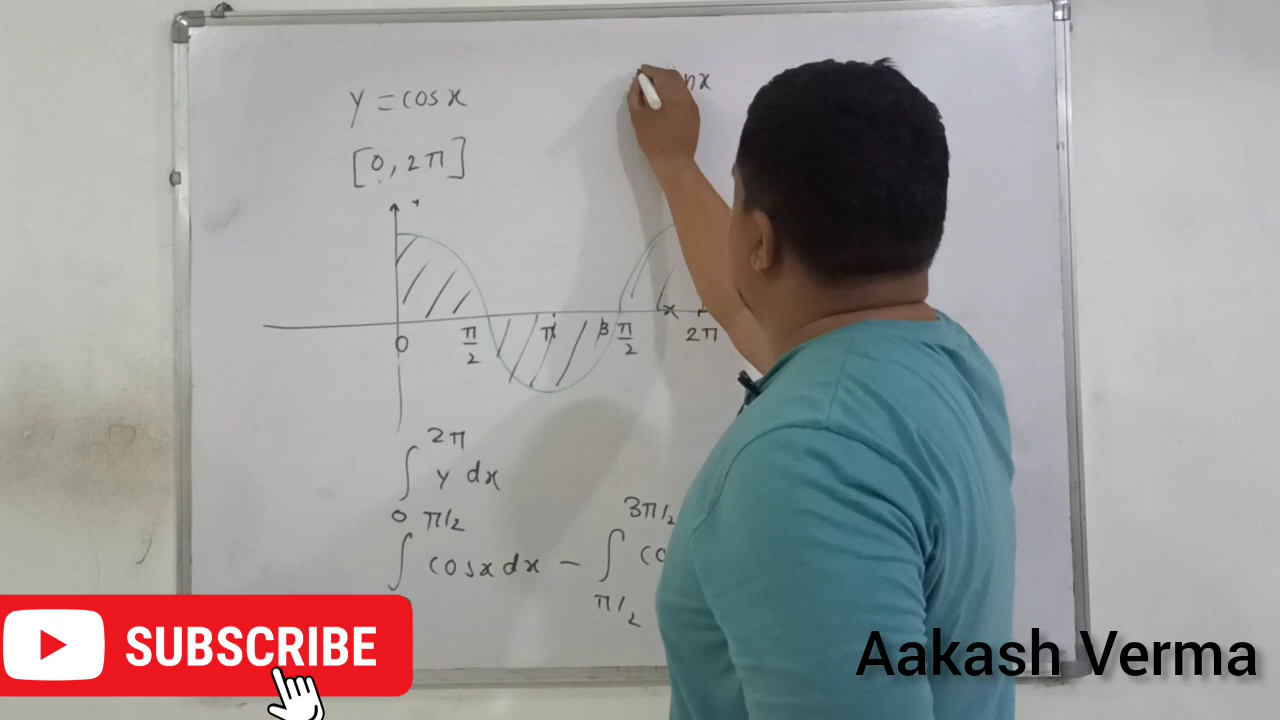 y = cos x
[0, 2π]
0 π/2 π 3π/2 x 2π
∫₀^2π y dx
∫₀^π/2 cos x dx − ∫_π/2^3π/2
SUBSCRIBE
Aakash Verma